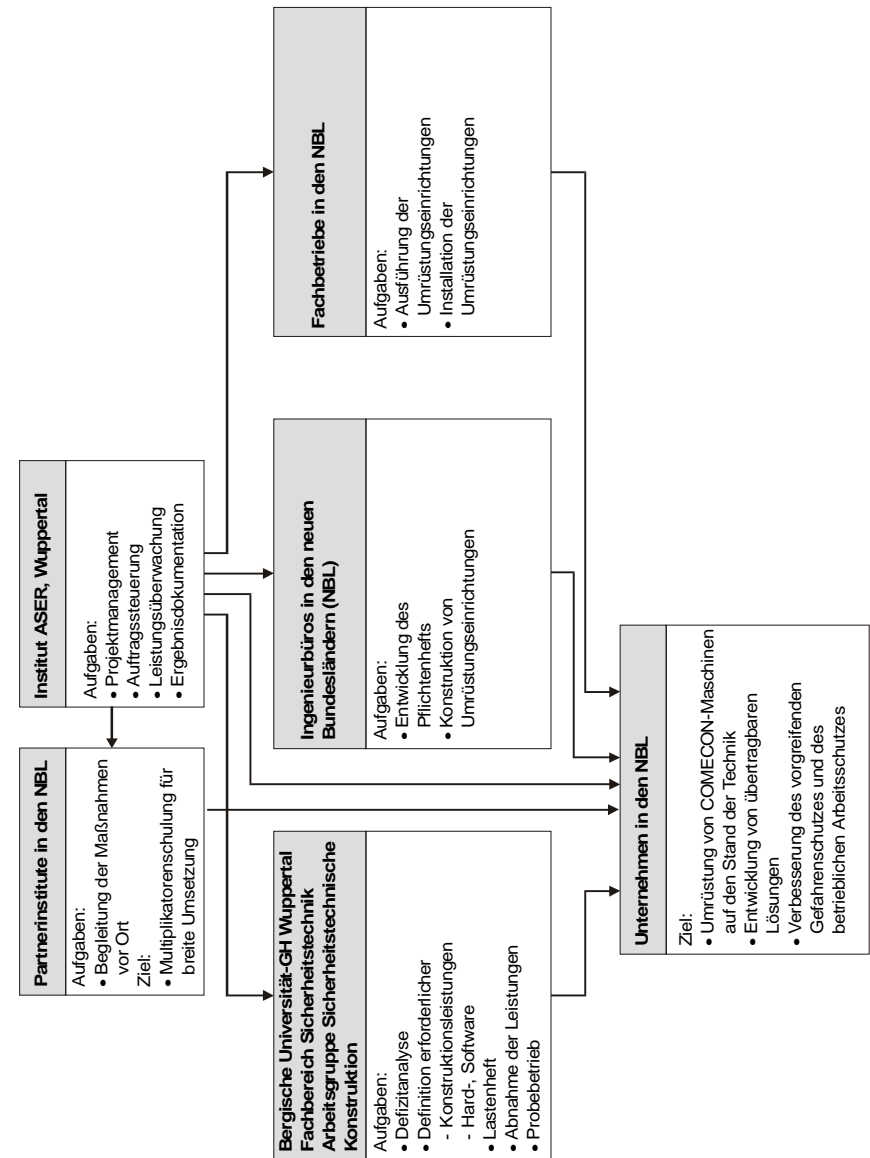 Partnerinstitute in den NBL
Aufgaben:
• Begleitung der Maßnahmen
vor Ort
Ziel:
• Multiplikatorenschulung für
breite Umsetzung
Institut ASER, Wuppertal
Aufgaben:
• Projektmanagement
• Auftragssteuerung
• Leistungsüberwachung
• Ergebnisdokumentation
Bergische Universität-GH Wuppertal
Fachbereich Sicherheitstechnik
Arbeitsgruppe Sicherheitstechnische
Konstruktion
Aufgaben:
• Defizitanalyse
• Definition erforderlicher
- Konstruktionsleistungen
- Hard-, Software
• Lastenheft
• Abnahme der Leistungen
• Probebetrieb
Ingenieurbüros in den neuen
Bundesländern (NBL)
Aufgaben:
• Entwicklung des
Pflichtenhefts
• Konstruktion von
Umrüstungseinrichtungen
Fachbetriebe in den NBL
Aufgaben:
• Ausführung der
Umrüstungseinrichtungen
• Installation der
Umrüstungseinrichtungen
Unternehmen in den NBL
Ziel:
• Umrüstung von COMECON-Maschinen
auf den Stand der Technik
• Entwicklung von übertragbaren
Lösungen
• Verbesserung des vorgreifenden
Gefahrenschutzes und des
betrieblichen Arbeitsschutzes